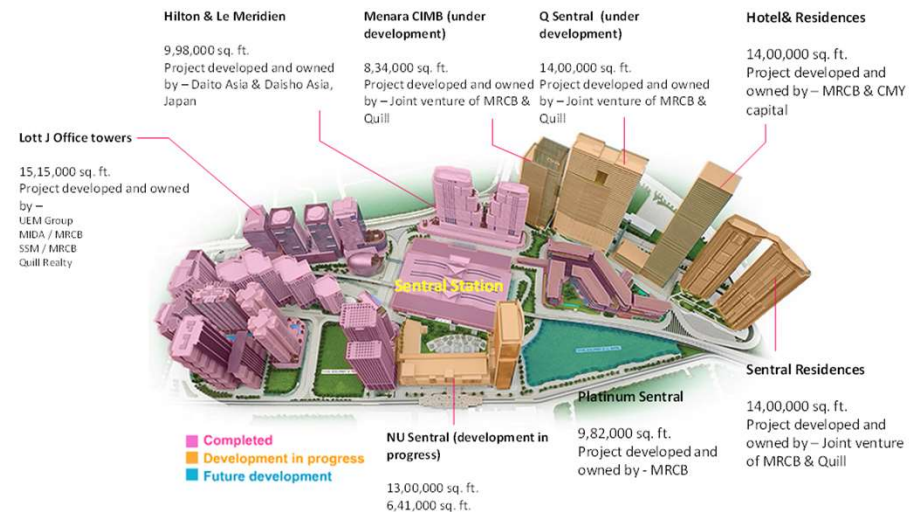 Hilton & Le Meridien
9,98,000 sq. ft.
Project developed and owned
by – Daito Asia & Daisho Asia,
Japan
Menara CIMB (under
development)
8,34,000 sq. ft.
Project developed and owned
by – Joint venture of MRCB &
Quill
Q Sentral (under
development)
14,00,000 sq. ft.
Project developed and owned
by – Joint venture of MRCB &
Quill
Hotel& Residences
14,00,000 sq. ft.
Project developed and
owned by – MRCB & CMY
capital
Lott J Office towers
15,15,000 sq. ft.
Project developed and owned
by –
UEM Group
MIDA / MRCB
SSM / MRCB
Quill Realty
Sentral Station
Sentral Residences
14,00,000 sq. ft.
Project developed and
owned by – Joint venture
of MRCB & Quill
Platinum Sentral
9,82,000 sq. ft.
Project developed and
owned by - MRCB
NU Sentral (development in
progress)
13,00,000 sq. ft.
6,41,000 sq. ft.
Completed
Development in progress
Future development